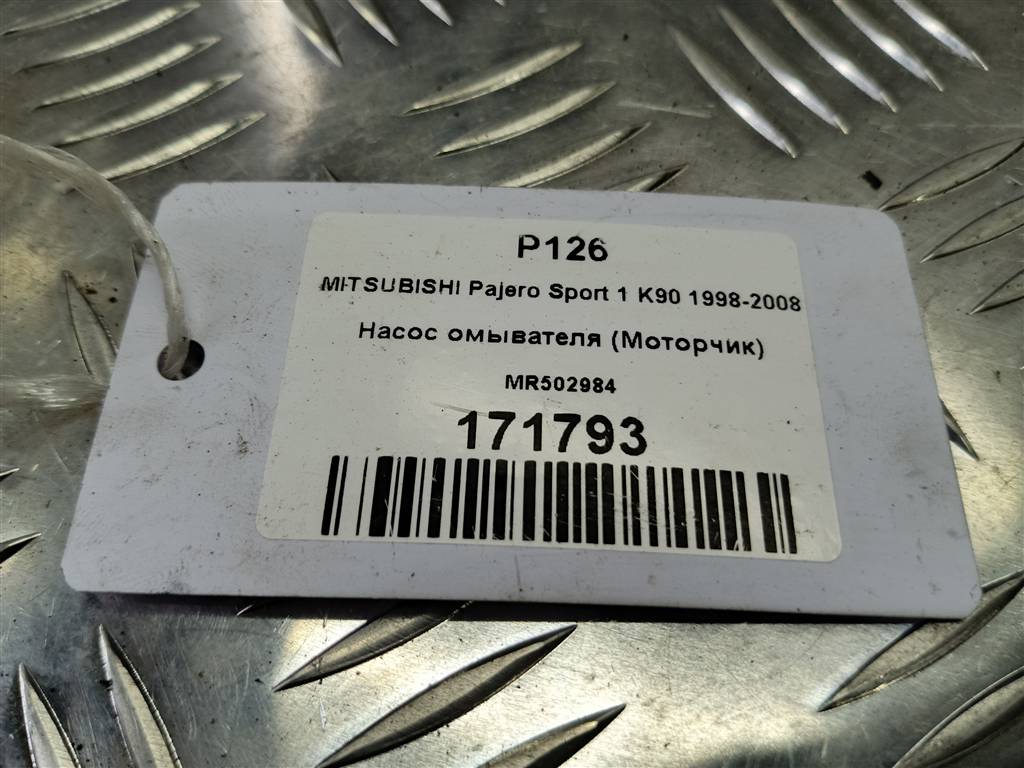 P126
MITSUBISHI Pajero Sport 1 K90 1998-2008
Насос омывателя (Моторчик)
MR502984
171793